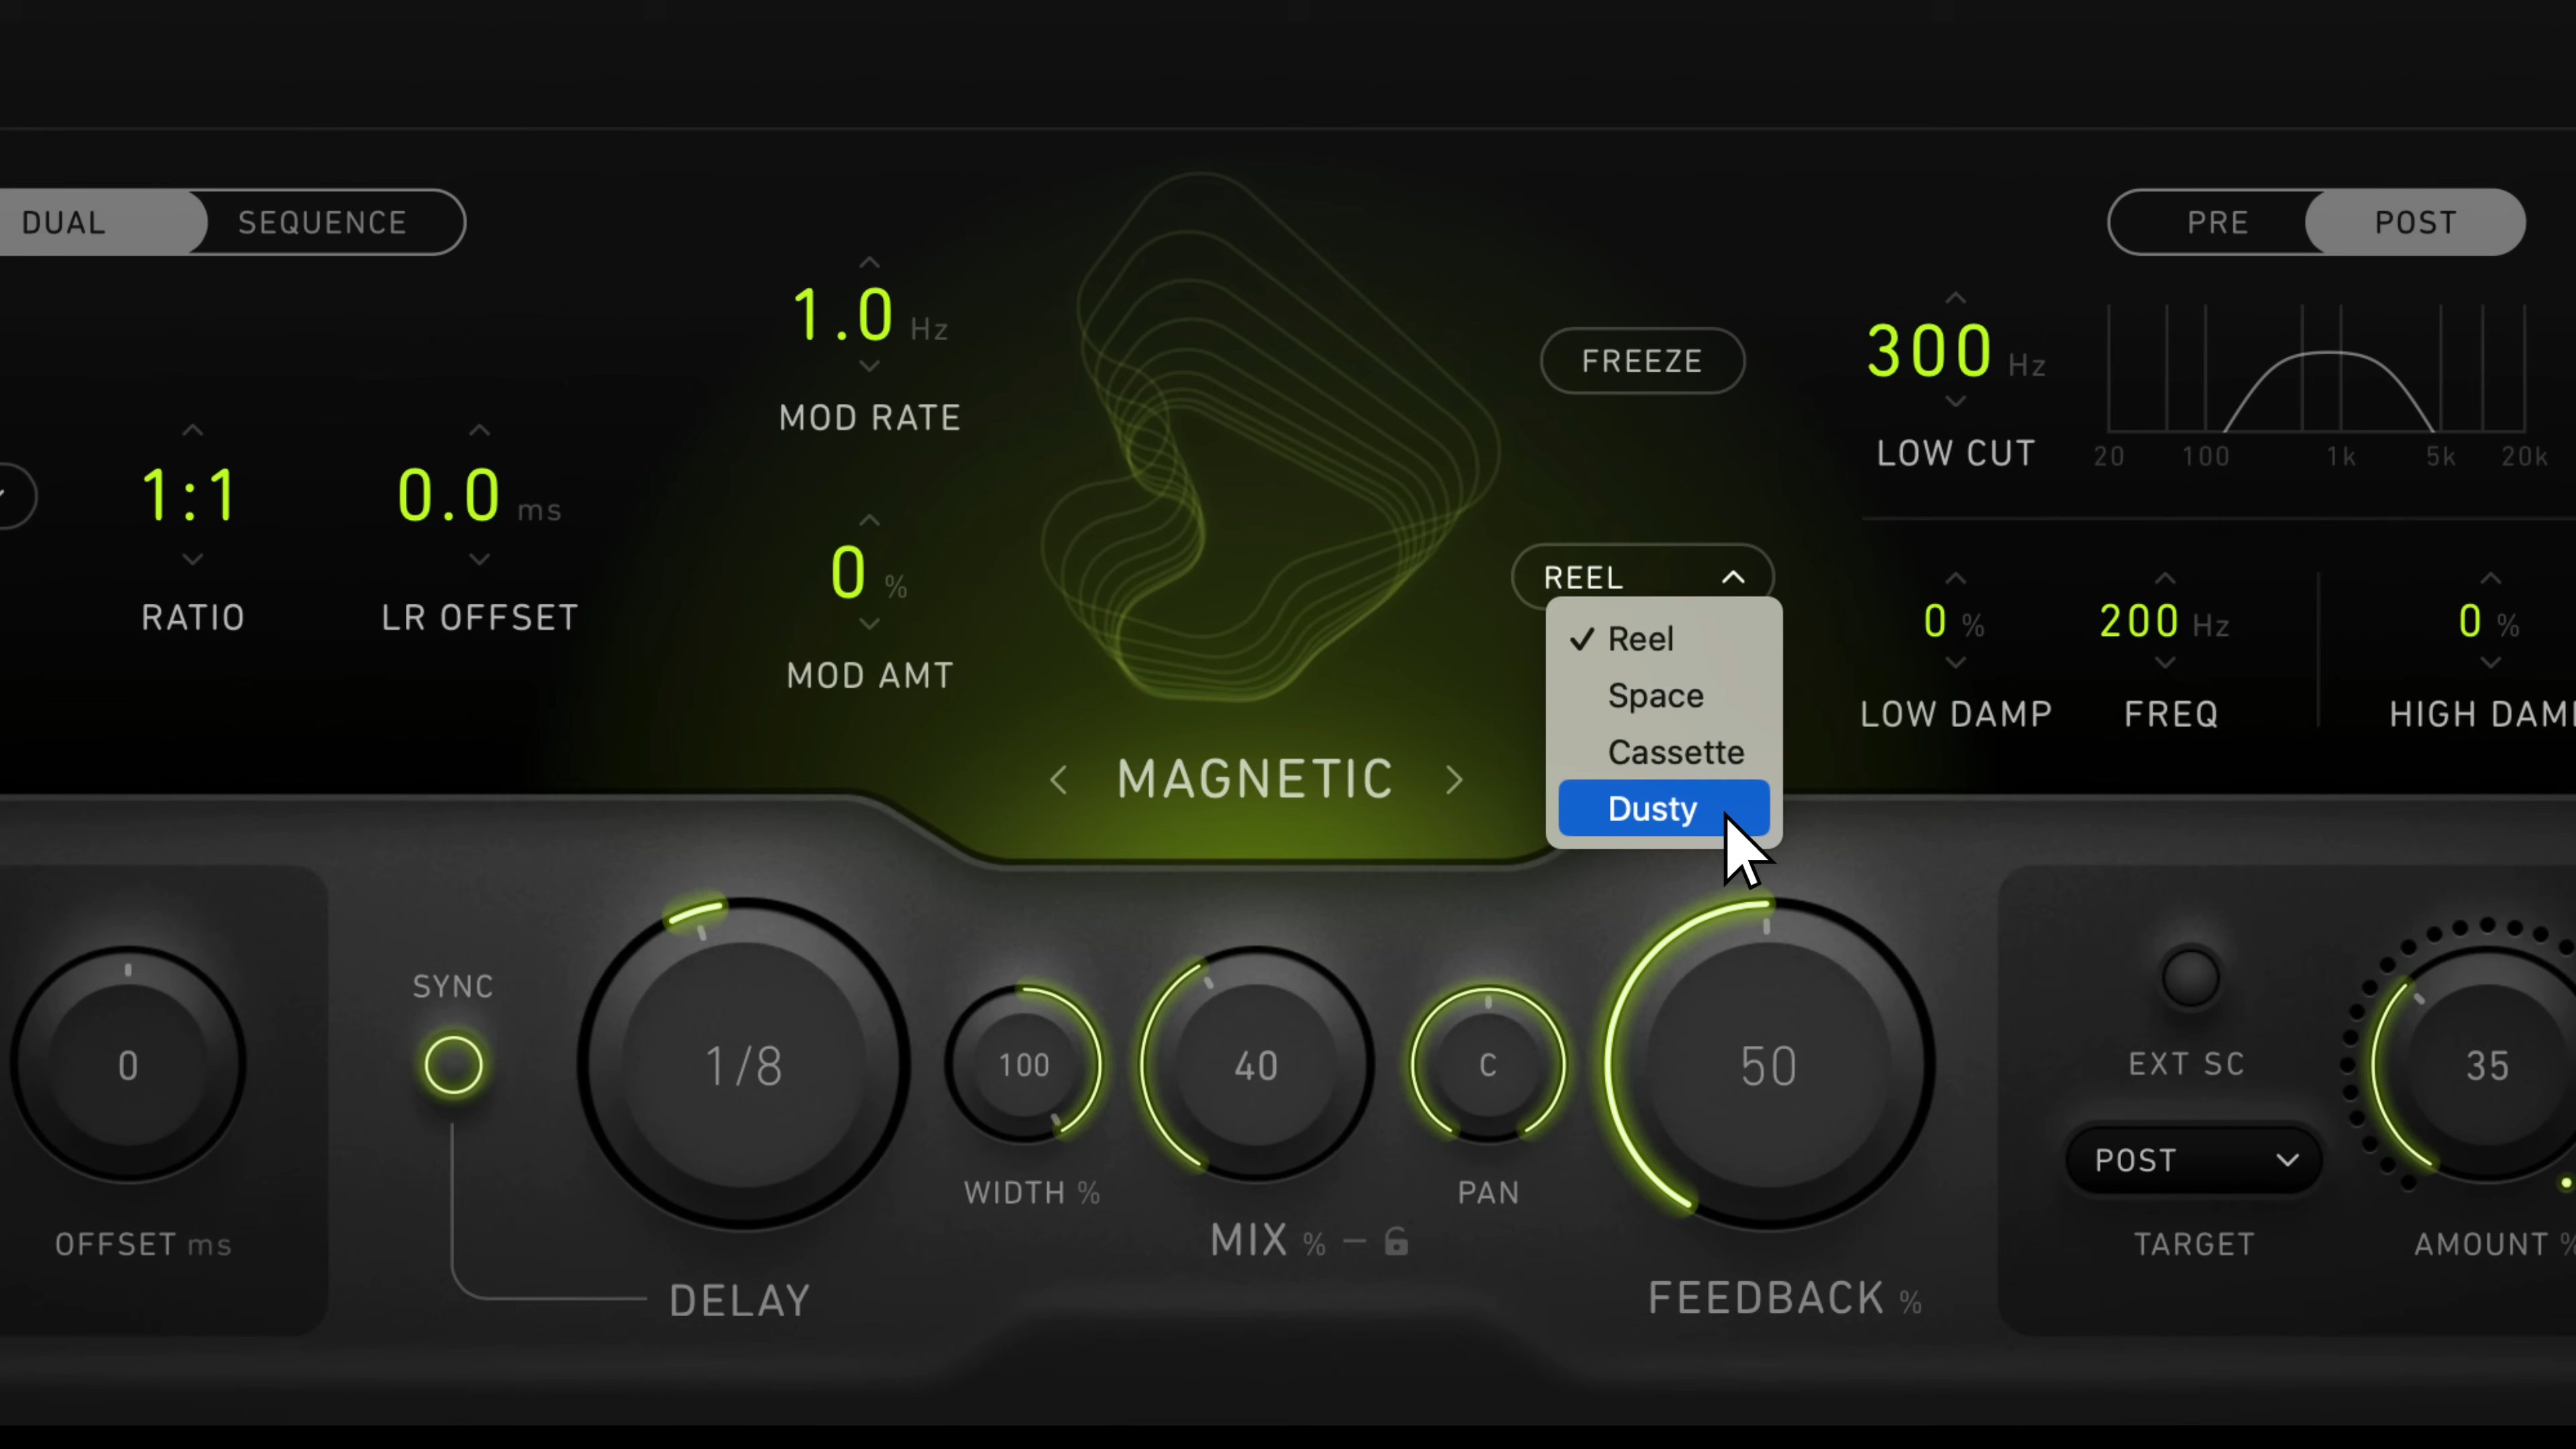 DUAL SEQUENCE
PRE POST
1.0 Hz
MOD RATE
FREEZE
300 Hz
LOW CUT
20 100 1k 5k 20k
1:1
RATIO
0.0 ms
LR OFFSET
0 %
MOD AMT
REEL
Reel
Space
Cassette
Dusty
0 %
LOW DAMP
200 Hz
FREQ
0 %
HIGH DAM
MAGNETIC
0
OFFSET ms
SYNC
1/8
DELAY
100
WIDTH %
40
MIX %
C
PAN
50
FEEDBACK %
EXT SC
POST
TARGET
35
AMOUNT %